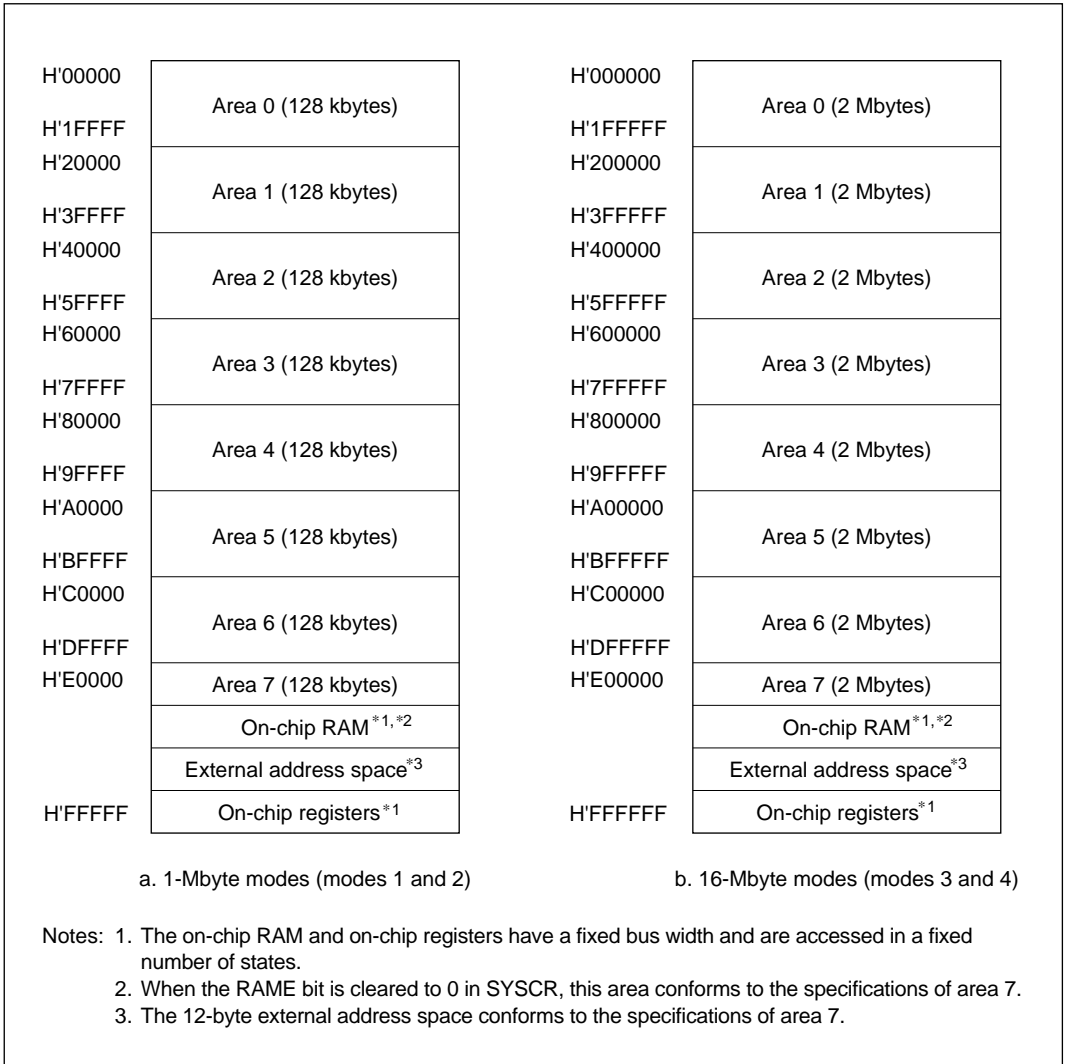 H'00000
Area 0 (128 kbytes)
H'1FFFF
H'20000
Area 1 (128 kbytes)
H'3FFFF
H'40000
Area 2 (128 kbytes)
H'5FFFF
H'60000
Area 3 (128 kbytes)
H'7FFFF
H'80000
Area 4 (128 kbytes)
H'9FFFF
H'A0000
Area 5 (128 kbytes)
H'BFFFF
H'C0000
Area 6 (128 kbytes)
H'DFFFF
H'E0000
Area 7 (128 kbytes)
On-chip RAM*1,*2
External address space*3
H'FFFFF
On-chip registers*1
a. 1-Mbyte modes (modes 1 and 2)
H'000000
Area 0 (2 Mbytes)
H'1FFFFF
H'200000
Area 1 (2 Mbytes)
H'3FFFFF
H'400000
Area 2 (2 Mbytes)
H'5FFFFF
H'600000
Area 3 (2 Mbytes)
H'7FFFFF
H'800000
Area 4 (2 Mbytes)
H'9FFFFF
H'A00000
Area 5 (2 Mbytes)
H'BFFFFF
H'C00000
Area 6 (2 Mbytes)
H'DFFFFF
H'E00000
Area 7 (2 Mbytes)
On-chip RAM*1,*2
External address space*3
H'FFFFFF
On-chip registers*1
b. 16-Mbyte modes (modes 3 and 4)
Notes: 1. The on-chip RAM and on-chip registers have a fixed bus width and are accessed in a fixed
number of states.
2. When the RAME bit is cleared to 0 in SYSCR, this area conforms to the specifications of area 7.
3. The 12-byte external address space conforms to the specifications of area 7.